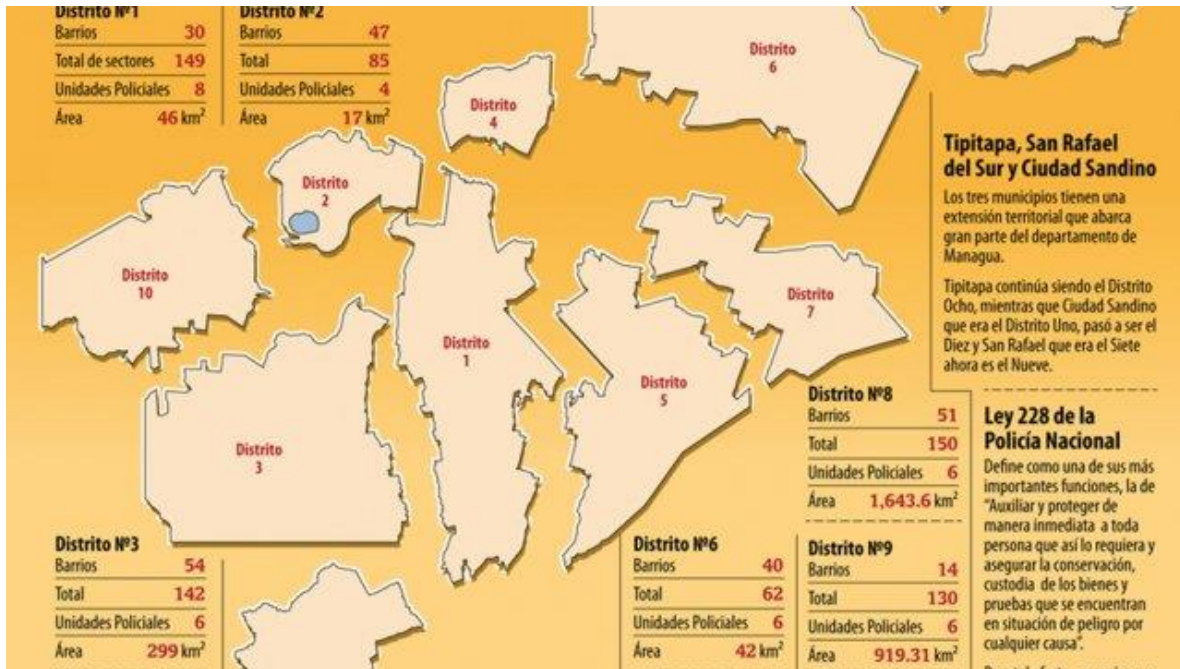 Distrito Nº1
Barrios 30
Total de sectores 149
Unidades Policiales 8
Área 46 km²
Distrito Nº2
Barrios 47
Total 85
Unidades Policiales 4
Área 17 km²
Distrito
6
Distrito
4
Distrito
2
Distrito
10
Distrito
7
Distrito
1
Distrito
5
Distrito
3
Tipitapa, San Rafael
del Sur y Ciudad Sandino
Los tres municipios tienen una
extensión territorial que abarca
gran parte del departamento de
Managua.
Tipitapa continúa siendo el Distrito
Ocho, mientras que Ciudad Sandino
que era el Distrito Uno, pasó a ser el
Diez y San Rafael que era el Siete
ahora es el Nueve.
Distrito Nº8
Barrios 51
Total 150
Unidades Policiales 6
Área 1,643.6 km²
Ley 228 de la
Policía Nacional
Define como una de sus más
importantes funciones, la de
“Auxiliar y proteger de
manera inmediata a toda
persona que así lo requiera y
asegurar la conservación,
custodia de los bienes y
pruebas que se encuentran
en situación de peligro por
cualquier causa”.
Distrito Nº3
Barrios 54
Total 142
Unidades Policiales 6
Área 299 km²
Distrito Nº6
Barrios 40
Total 62
Unidades Policiales 6
Área 42 km²
Distrito Nº9
Barrios 14
Total 130
Unidades Policiales 6
Área 919.31 km²